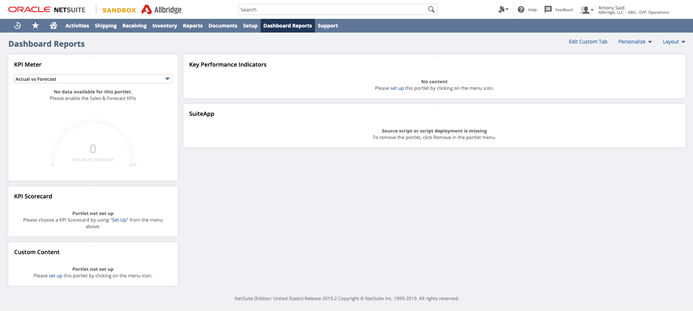 ORACLE NETSUITE SANDBOX Allbridge Search Help Feedback Antony Said
Allbridge, LLC. - ABG - EVP, Operations
Activities Shipping Receiving Inventory Reports Documents Setup Dashboard Reports Support
Dashboard Reports Edit Custom Tab Personalize Layout
KPI Meter
Actual vs Forecast
No data available for this portlet.
Please enable the Sales & Forecast KPIs
0
ACTUAL VS FORECAST
0
Key Performance Indicators
No content
Please set up this portlet by clicking on the menu icon.
SuiteApp
Source script or script deployment is missing
To remove the portlet, click Remove in the portlet menu.
KPI Scorecard
Portlet not set up
Please choose a KPI Scorecard by using "Set Up" from the menu
above.
Custom Content
Portlet not set up
Please set up this portlet by clicking on the menu icon.
NetSuite (Edition: United States) Release 2019.2 Copyright © NetSuite Inc. 1999-2019. All rights reserved.